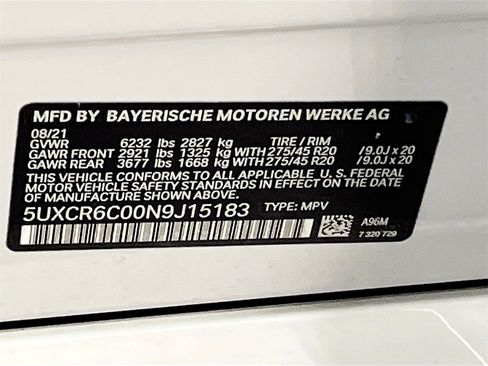 MFD BY BAYERISCHE MOTOREN WERKE AG
08/21
GVWR 6232 lbs 2827 kg TIRE / RIM
GAWR FRONT 2921 lbs 1325 kg WITH 275/45 R20 /9.0J x 20
GAWR REAR 3677 lbs 1668 kg WITH 275/45 R20 /9.0J x 20
THIS VEHICLE CONFORMS TO ALL APPLICABLE U. S. FEDERAL
MOTOR VEHICLE SAFETY STANDARDS IN EFFECT ON THE DATE
OF MANUFACTURE SHOWN ABOVE.
5UXCR6C00N9J15183 TYPE: MPV
A96M
7 320 729